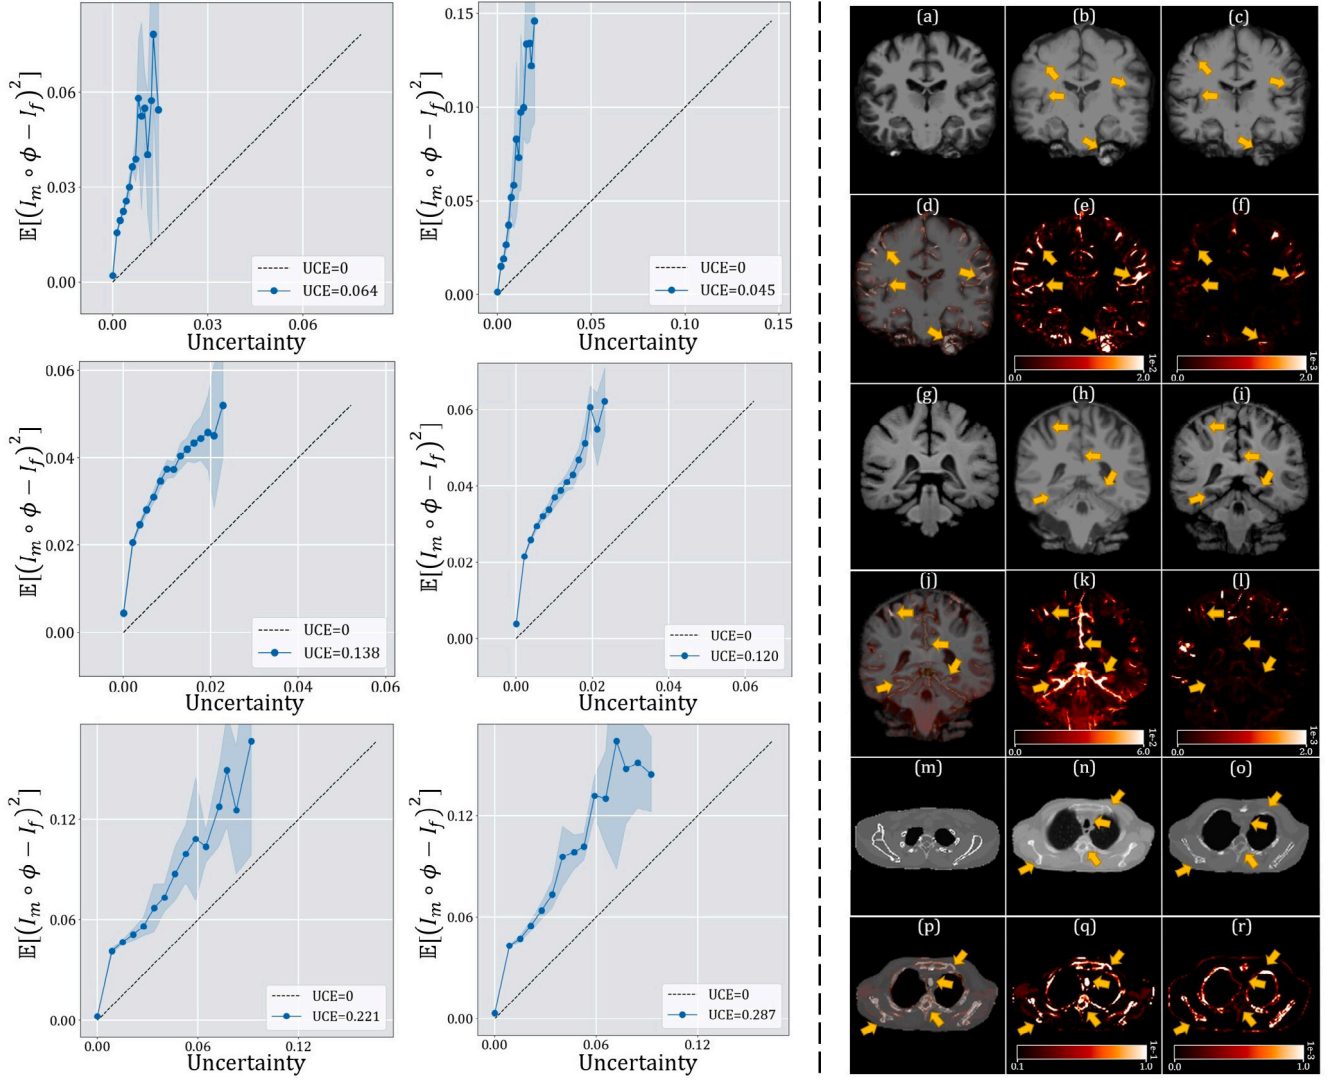 0.06
0.03
0.00
𝔼[(I_m ∘ ϕ − I_f)^2]
UCE=0
UCE=0.064
0.00 0.03 0.06
Uncertainty
0.15
0.10
0.05
0.00
𝔼[(I_m ∘ ϕ − I_f)^2]
UCE=0
UCE=0.045
0.00 0.05 0.10 0.15
Uncertainty
0.06
0.04
0.02
0.00
𝔼[(I_m ∘ ϕ − I_f)^2]
UCE=0
UCE=0.138
0.00 0.02 0.04 0.06
Uncertainty
0.06
0.04
0.02
0.00
𝔼[(I_m ∘ ϕ − I_f)^2]
UCE=0
UCE=0.120
0.00 0.02 0.04 0.06
Uncertainty
0.12
0.06
0.00
𝔼[(I_m ∘ ϕ − I_f)^2]
UCE=0
UCE=0.221
0.00 0.06 0.12
Uncertainty
0.12
0.06
0.00
𝔼[(I_m ∘ ϕ − I_f)^2]
UCE=0
UCE=0.287
0.00 0.06 0.12
Uncertainty
(a) (b) (c)
(d) (e) (f)
0.0 2.0 1e-2
0.0 2.0 1e-3
(g) (h) (i)
(j) (k) (l)
0.0 6.0 1e-2
0.0 2.0 1e-3
(m) (n) (o)
(p) (q) (r)
0.1 1.0 1e-1
0.0 1.0 1e-3